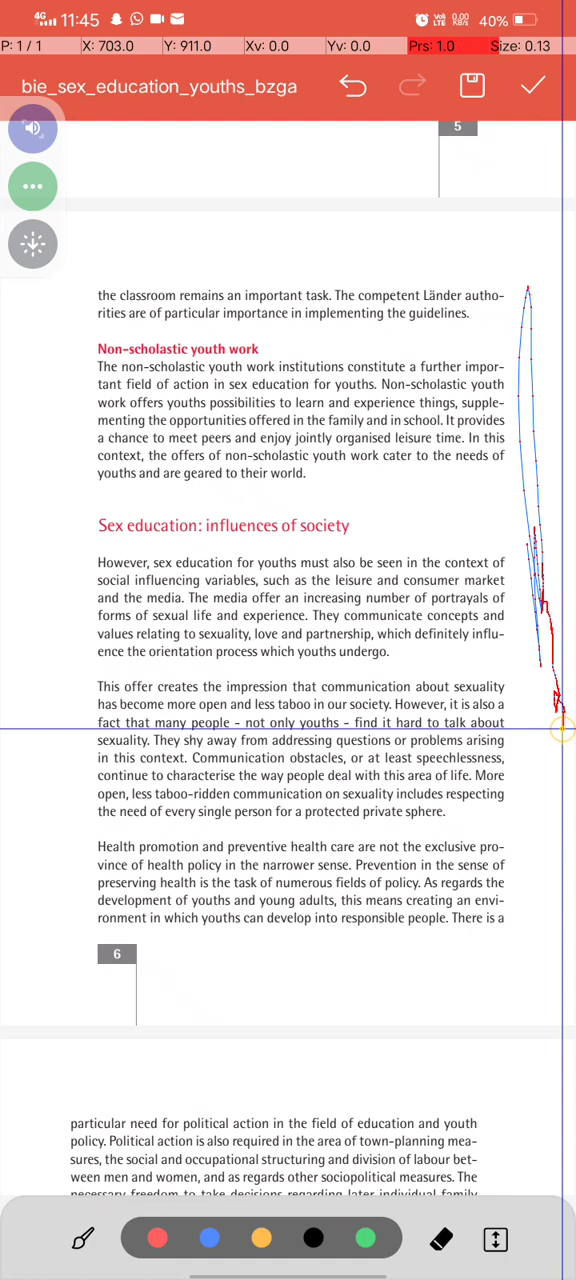 4G 11:45 Vo) LTE 0.00 KB/s 40%
P: 1 / 1 X: 703.0 Y: 911.0 Xv: 0.0 Yv: 0.0 Prs: 1.0 Size: 0.13
bie_sex_education_youths_bzga
5
the classroom remains an important task. The competent Länder autho-
rities are of particular importance in implementing the guidelines.
Non-scholastic youth work
The non-scholastic youth work institutions constitute a further impor-
tant field of action in sex education for youths. Non-scholastic youth
work offers youths possibilities to learn and experience things, supple-
menting the opportunities offered in the family and in school. It provides
a chance to meet peers and enjoy jointly organised leisure time. In this
context, the offers of non-scholastic youth work cater to the needs of
youths and are geared to their world.
Sex education: influences of society
However, sex education for youths must also be seen in the context of
social influencing variables, such as the leisure and consumer market
and the media. The media offer an increasing number of portrayals of
forms of sexual life and experience. They communicate concepts and
values relating to sexuality, love and partnership, which definitely influ-
ence the orientation process which youths undergo.
This offer creates the impression that communication about sexuality
has become more open and less taboo in our society. However, it is also a
fact that many people - not only youths - find it hard to talk about
sexuality. They shy away from addressing questions or problems arising
in this context. Communication obstacles, or at least speechlessness,
continue to characterise the way people deal with this area of life. More
open, less taboo-ridden communication on sexuality includes respecting
the need of every single person for a protected private sphere.
Health promotion and preventive health care are not the exclusive pro-
vince of health policy in the narrower sense. Prevention in the sense of
preserving health is the task of numerous fields of policy. As regards the
development of youths and young adults, this means creating an envi-
ronment in which youths can develop into responsible people. There is a
6
particular need for political action in the field of education and youth
policy. Political action is also required in the area of town-planning mea-
sures, the social and occupational structuring and division of labour bet-
ween men and women, and as regards other sociopolitical measures. The
necessary freedom to take decisions regarding later individual family